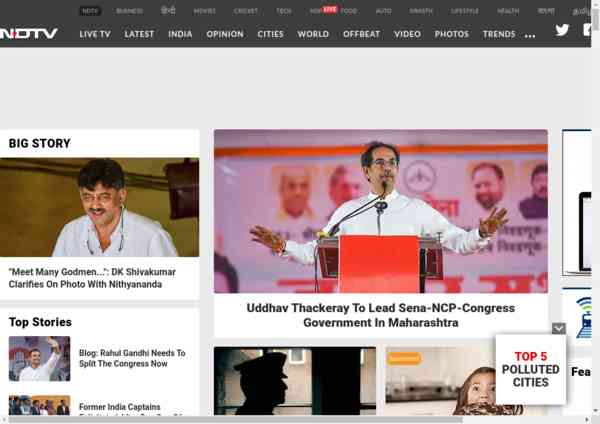 NDTV
BUSINESS
हिन्दी
MOVIES
CRICKET
TECH
LIVE
FOOD
AUTO
SWASTH
LIFESTYLE
HEALTH
বাংলা
NDTV
LIVE TV
LATEST
INDIA
OPINION
CITIES
WORLD
OFFBEAT
VIDEO
PHOTOS
TRENDS
...
BIG STORY
"Meet Many Godmen...": DK Shivakumar
Clarifies On Photo With Nithyananda
Uddhav Thackeray To Lead Sena-NCP-Congress
Government In Maharashtra
Top Stories
Blog: Rahul Gandhi Needs To
Split The Congress Now
Former India Captains
TOP 5
POLLUTED
CITIES
Fea